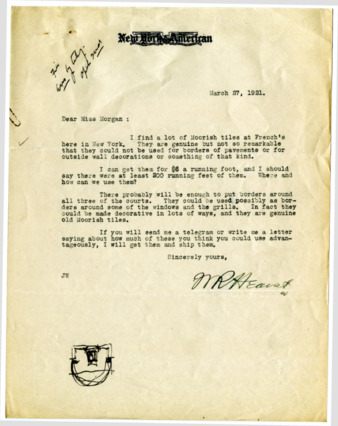 New York American
March 27, 1921.
Dear Miss Morgan :
I find a lot of Moorish tiles at French's
here in New York. They are genuine but not so remarkable
that they could not be used for borders of pavements or for
outside wall decorations or something of that kind.
I can get them for $6 a running foot, and I should
say there were at least 200 running feet of them. Where and
how can we use them?
There probably will be enough to put borders around
all three of the courts. They could be used possibly as bor-
ders around some of the windows and the grills. In fact they
could be made decorative in lots of ways, and they are genuine
old Moorish tiles.
If you will send me a telegram or write me a letter
saying about how much of these you think you could use advan-
tageously, I will get them and ship them.
Sincerely yours,
WRHearst